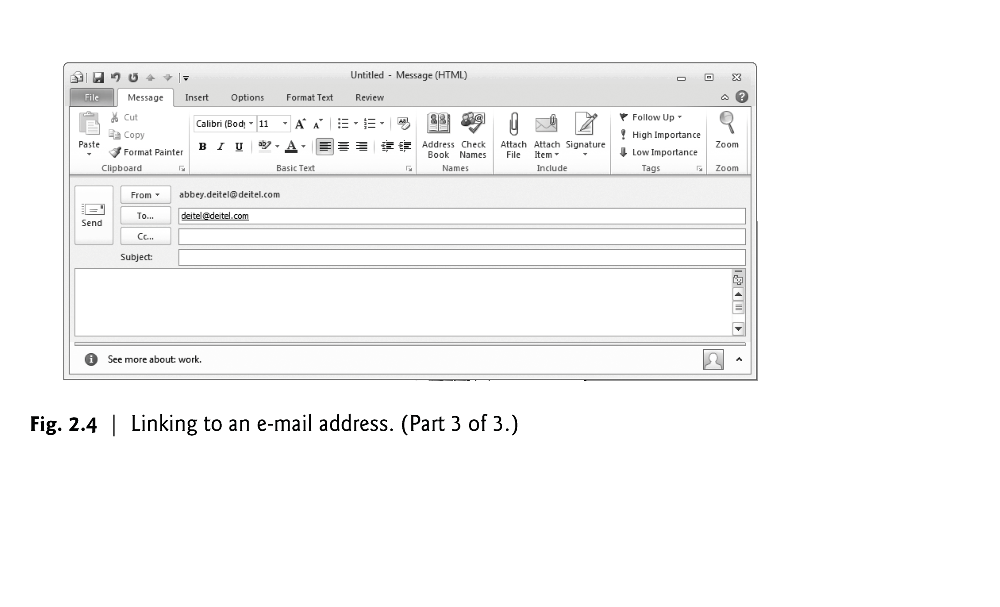 Untitled - Message (HTML)
File Message Insert Options Format Text Review
Paste
Cut
Copy
Format Painter
Clipboard
Calibri (Body 11
Basic Text
Address Book
Check Names
Names
Attach File
Attach Item
Signature
Include
Follow Up
High Importance
Low Importance
Tags
Zoom
Zoom
Send
From abbey.deitel@deitel.com
To... deitel@deitel.com
Cc...
Subject:
See more about: work.
Fig. 2.4 | Linking to an e-mail address. (Part 3 of 3.)